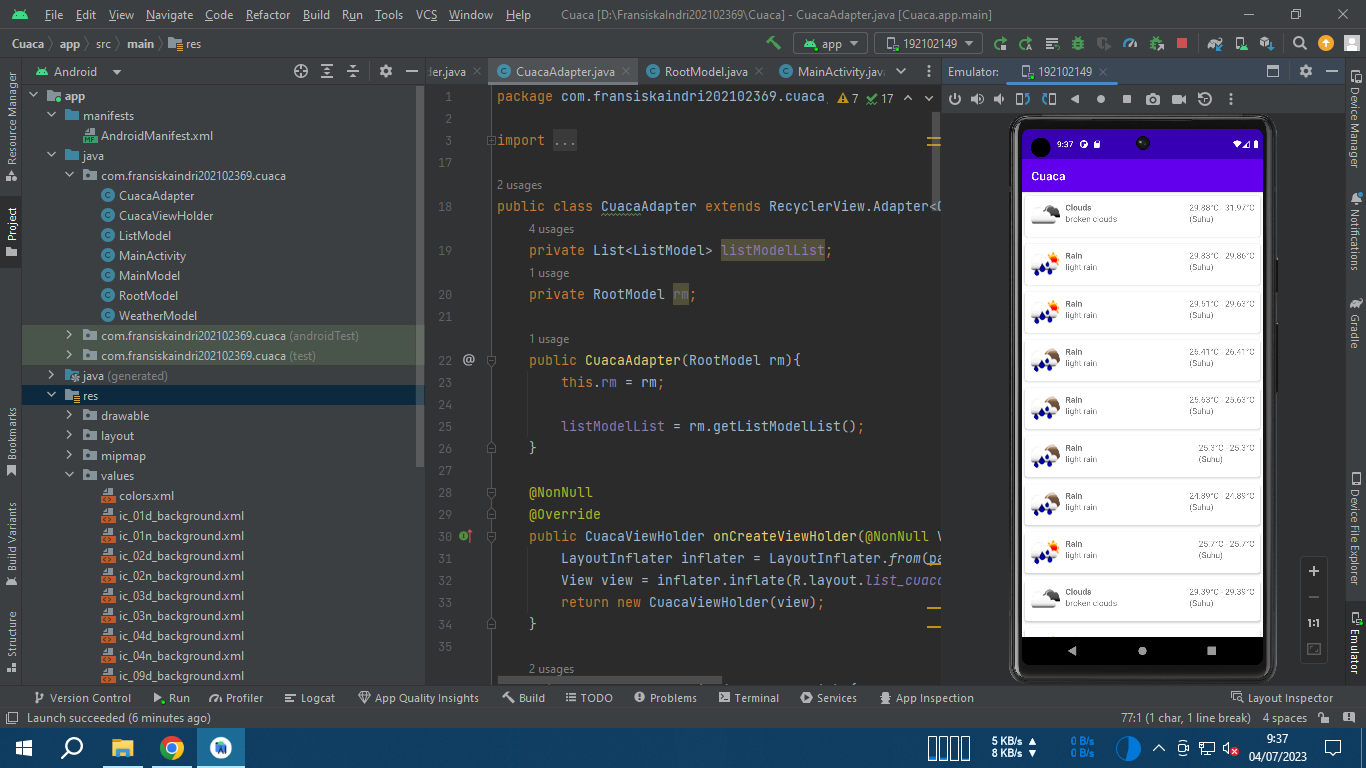 File Edit View Navigate Code Refactor Build Run Tools VCS Window Help Cuaca [D:\FransiskaIndri202102369\Cuaca] - CuacaAdapter.java [Cuaca.app.main]
Cuaca app src main res app 192102149
Android
der.java CuacaAdapter.java RootModel.java MainActivity.java
Emulator: 192102149
Resource Manager
Project
Bookmarks
Build Variants
Structure
app
manifests
AndroidManifest.xml
java
com.fransiskaindri202102369.cuaca
CuacaAdapter
CuacaViewHolder
ListModel
MainActivity
MainModel
RootModel
WeatherModel
com.fransiskaindri202102369.cuaca (androidTest)
com.fransiskaindri202102369.cuaca (test)
java (generated)
res
drawable
layout
mipmap
values
colors.xml
ic_01d_background.xml
ic_01n_background.xml
ic_02d_background.xml
ic_02n_background.xml
ic_03d_background.xml
ic_03n_background.xml
ic_04d_background.xml
ic_04n_background.xml
ic_09d_background.xml
1 package com.fransiskaindri202102369.cuaca 7 17
2
3 import ...
17
2 usages
18 public class CuacaAdapter extends RecyclerView.Adapter<
4 usages
19 private List<ListModel> listModelList;
1 usage
20 private RootModel rm;
21
1 usage
22 @ public CuacaAdapter(RootModel rm){
23 this.rm = rm;
24
25 listModelList = rm.getListModelList();
26 }
27
28 @NonNull
29 @Override
30 public CuacaViewHolder onCreateViewHolder(@NonNull V
31 LayoutInflater inflater = LayoutInflater.from(pa
32 View view = inflater.inflate(R.layout.list_cuaca
33 return new CuacaViewHolder(view);
34 }
35
2 usages
9:37
Cuaca
Clouds 29.88°C - 31.97°C
broken clouds (Suhu)
Rain 29.83°C - 29.86°C
light rain (Suhu)
Rain 29.51°C - 29.63°C
light rain (Suhu)
Rain 26.41°C - 26.41°C
light rain (Suhu)
Rain 25.63°C - 25.63°C
light rain (Suhu)
Rain 25.3°C - 25.3°C
light rain (Suhu)
Rain 24.89°C - 24.89°C
light rain (Suhu)
Rain 25.7°C - 25.7°C
light rain (Suhu)
Clouds 29.39°C - 29.39°C
broken clouds (Suhu)
1:1
Device Manager
Notifications
Gradle
Device File Explorer
Emulator
Version Control Run Profiler Logcat App Quality Insights Build TODO Problems Terminal Services App Inspection Layout Inspector
Launch succeeded (6 minutes ago) 77:1 (1 char, 1 line break) 4 spaces
5 KB/s 0 B/s 9:37
8 KB/s 0 B/s 04/07/2023